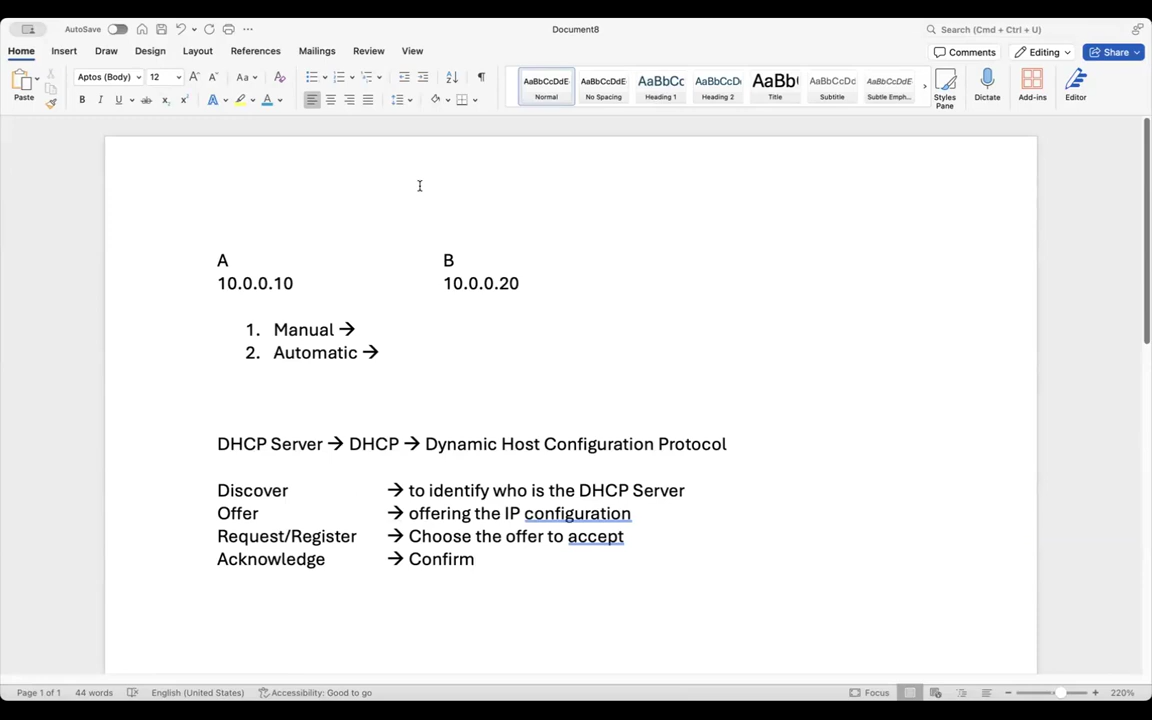 AutoSave
Document8
Search (Cmd + Ctrl + U)
Home Insert Draw Design Layout References Mailings Review View
Comments Editing Share
Paste
Aptos (Body) 12
AaBbCcDdE Normal
AaBbCcDdE No Spacing
AaBbCc Heading 1
AaBbCcD Heading 2
AaBb Title
AaBbCcDd Subtitle
AaBbCcDdE Subtle Emph...
Styles Pane
Dictate
Add-ins
Editor
A B
10.0.0.10 10.0.0.20
1. Manual →
2. Automatic →
DHCP Server → DHCP → Dynamic Host Configuration Protocol
Discover → to identify who is the DHCP Server
Offer → offering the IP configuration
Request/Register → Choose the offer to accept
Acknowledge → Confirm
Page 1 of 1 44 words English (United States) Accessibility: Good to go Focus 220%